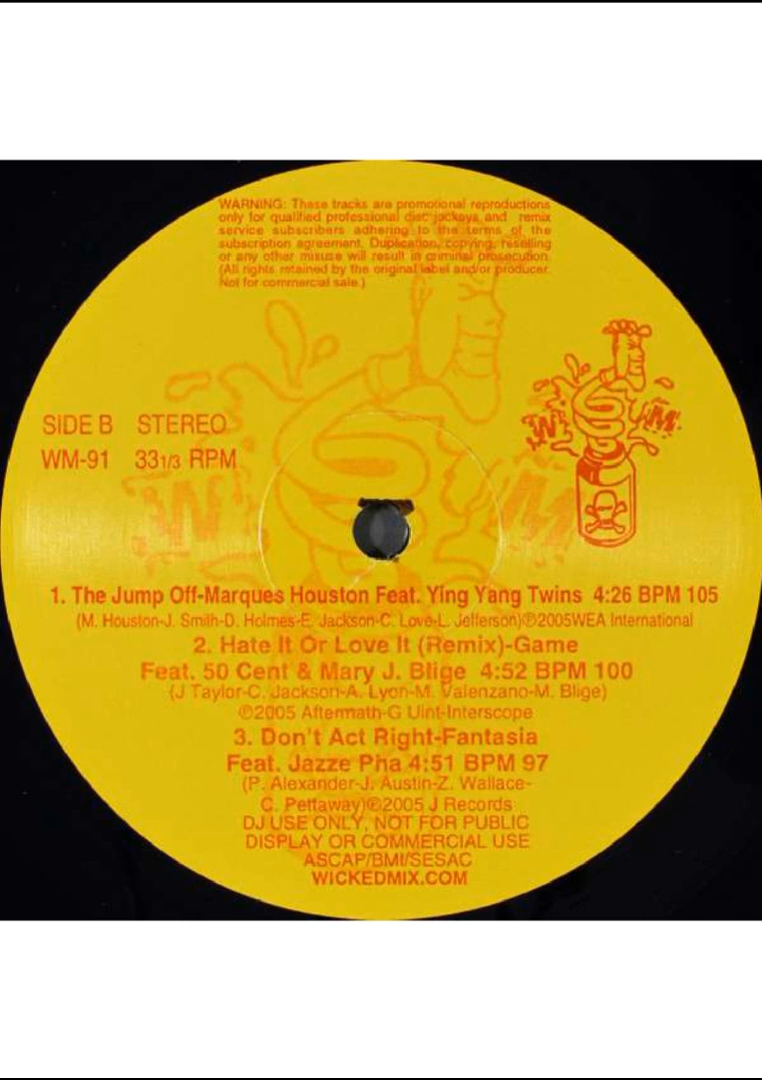 WARNING: These tracks are promotional reproductions
only for qualified professional disc jockeys and remix
service subscribers adhering to the terms of the
subscription agreement. Duplication, copying, reselling
or any other misuse will result in criminal prosecution.
(All rights retained by the original label and/or producer.
Not for commercial sale.)
SIDE B STEREO
WM-91 33 1/3 RPM
W M
1. The Jump Off-Marques Houston Feat. Ying Yang Twins 4:26 BPM 105
(M. Houston-J. Smith-D. Holmes-E. Jackson-C. Love-L. Jefferson)℗2005WEA International
2. Hate It Or Love It (Remix)-Game
Feat. 50 Cent & Mary J. Blige 4:52 BPM 100
(J Taylor-C. Jackson-A. Lyon-M. Valenzano-M. Blige)
℗2005 Aftermath-G Uint-Interscope
3. Don't Act Right-Fantasia
Feat. Jazze Pha 4:51 BPM 97
(P. Alexander-J. Austin-Z. Wallace-
C. Pettaway)℗2005 J Records
DJ USE ONLY, NOT FOR PUBLIC
DISPLAY OR COMMERCIAL USE
ASCAP/BMI/SESAC
WICKEDMIX.COM